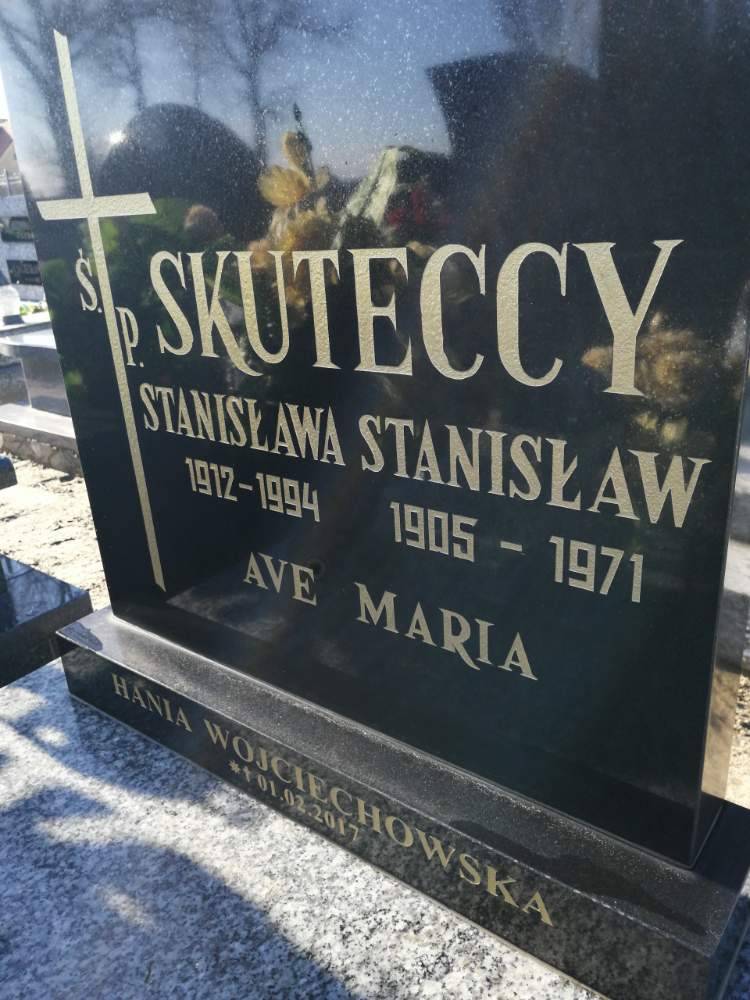 Ś. P.
SKUTECCY
STANISŁAWA STANISŁAW
1912-1994 1905 - 1971
AVE MARIA
HANIA WOJCIECHOWSKA
*† 01.02.2017